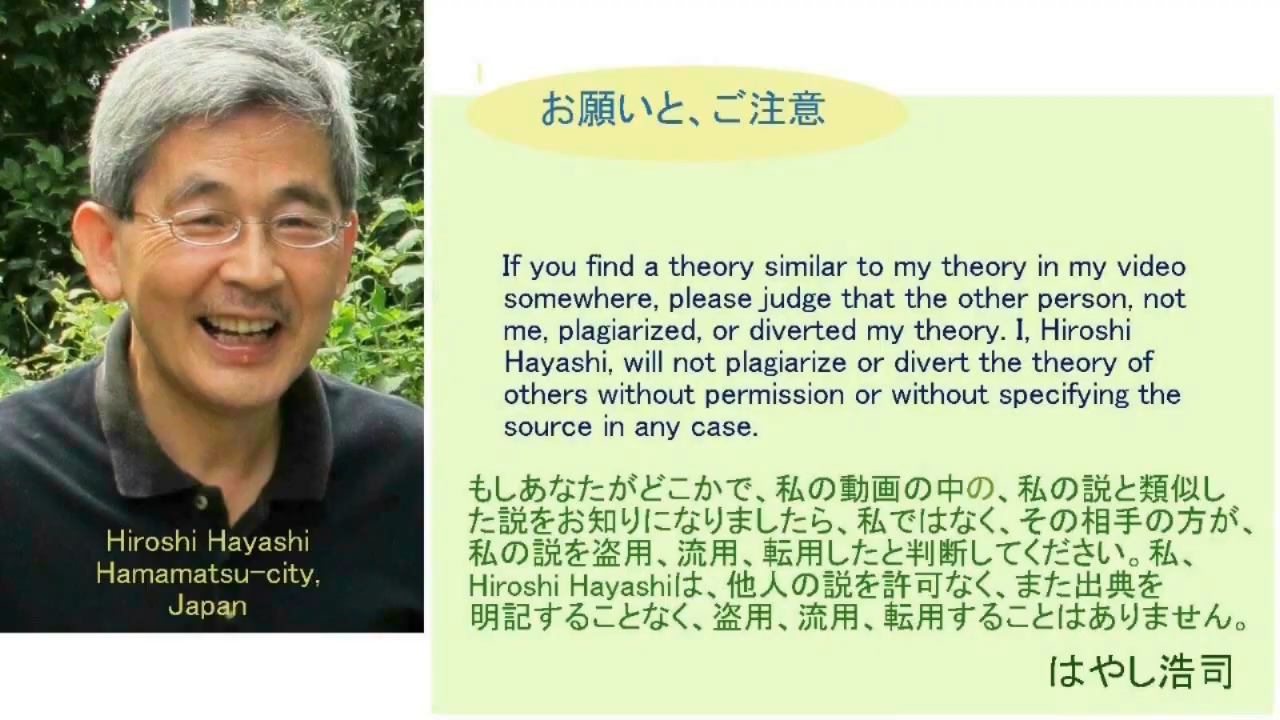 お願いと、ご注意
If you find a theory similar to my theory in my video
somewhere, please judge that the other person, not
me, plagiarized, or diverted my theory. I, Hiroshi
Hayashi, will not plagiarize or divert the theory of
others without permission or without specifying the
source in any case.
もしあなたがどこかで、私の動画の中の、私の説と類似し
た説をお知りになりましたら、私ではなく、その相手の方が、
私の説を盗用、流用、転用したと判断してください。私、
Hiroshi Hayashiは、他人の説を許可なく、また出典を
明記することなく、盗用、流用、転用することはありません。
はやし浩司
Hiroshi Hayashi
Hamamatsu-city,
Japan